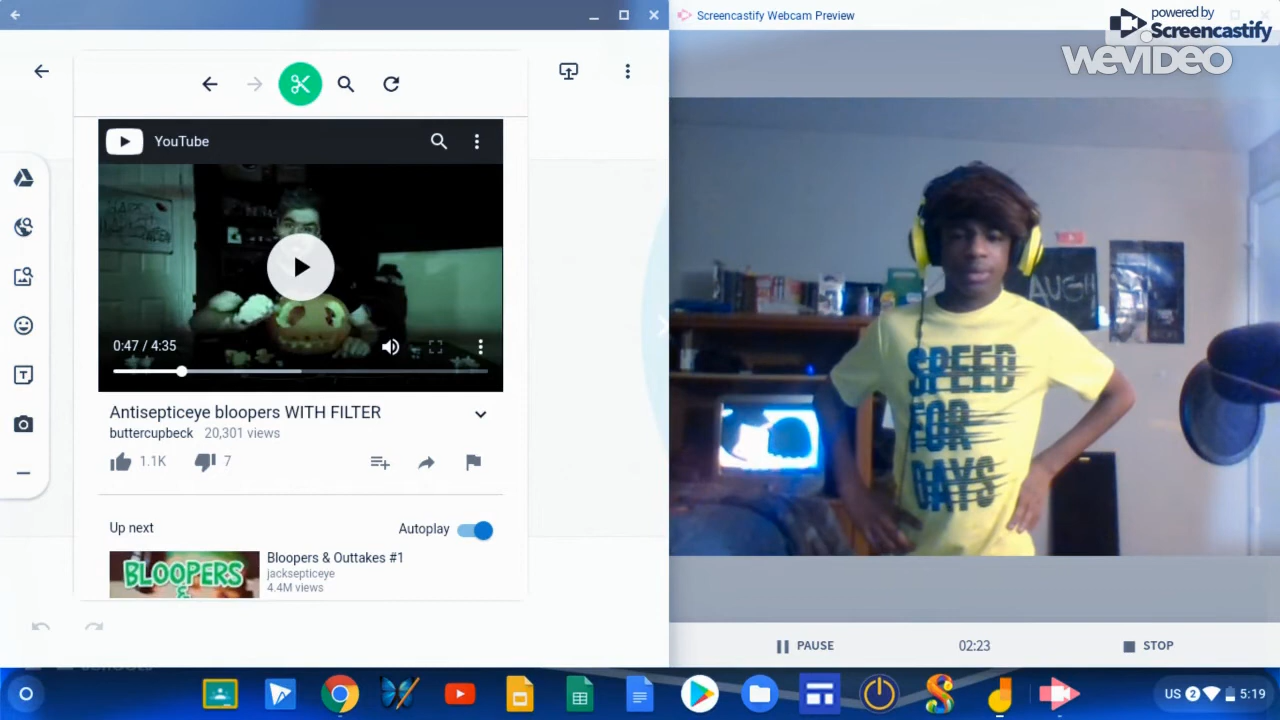 Screencastify Webcam Preview
powered by
Screencastify
WEVIDEO
YouTube
0:47 / 4:35
Antisepticeye bloopers WITH FILTER
buttercupbeck 20,301 views
1.1K 7
Up next
Autoplay
BLOOPERS
&
Bloopers & Outtakes #1
jacksepticeye
4.4M views
SPEED
FOR
DAYS
PAUSE
02:23
STOP
US 2 5:19